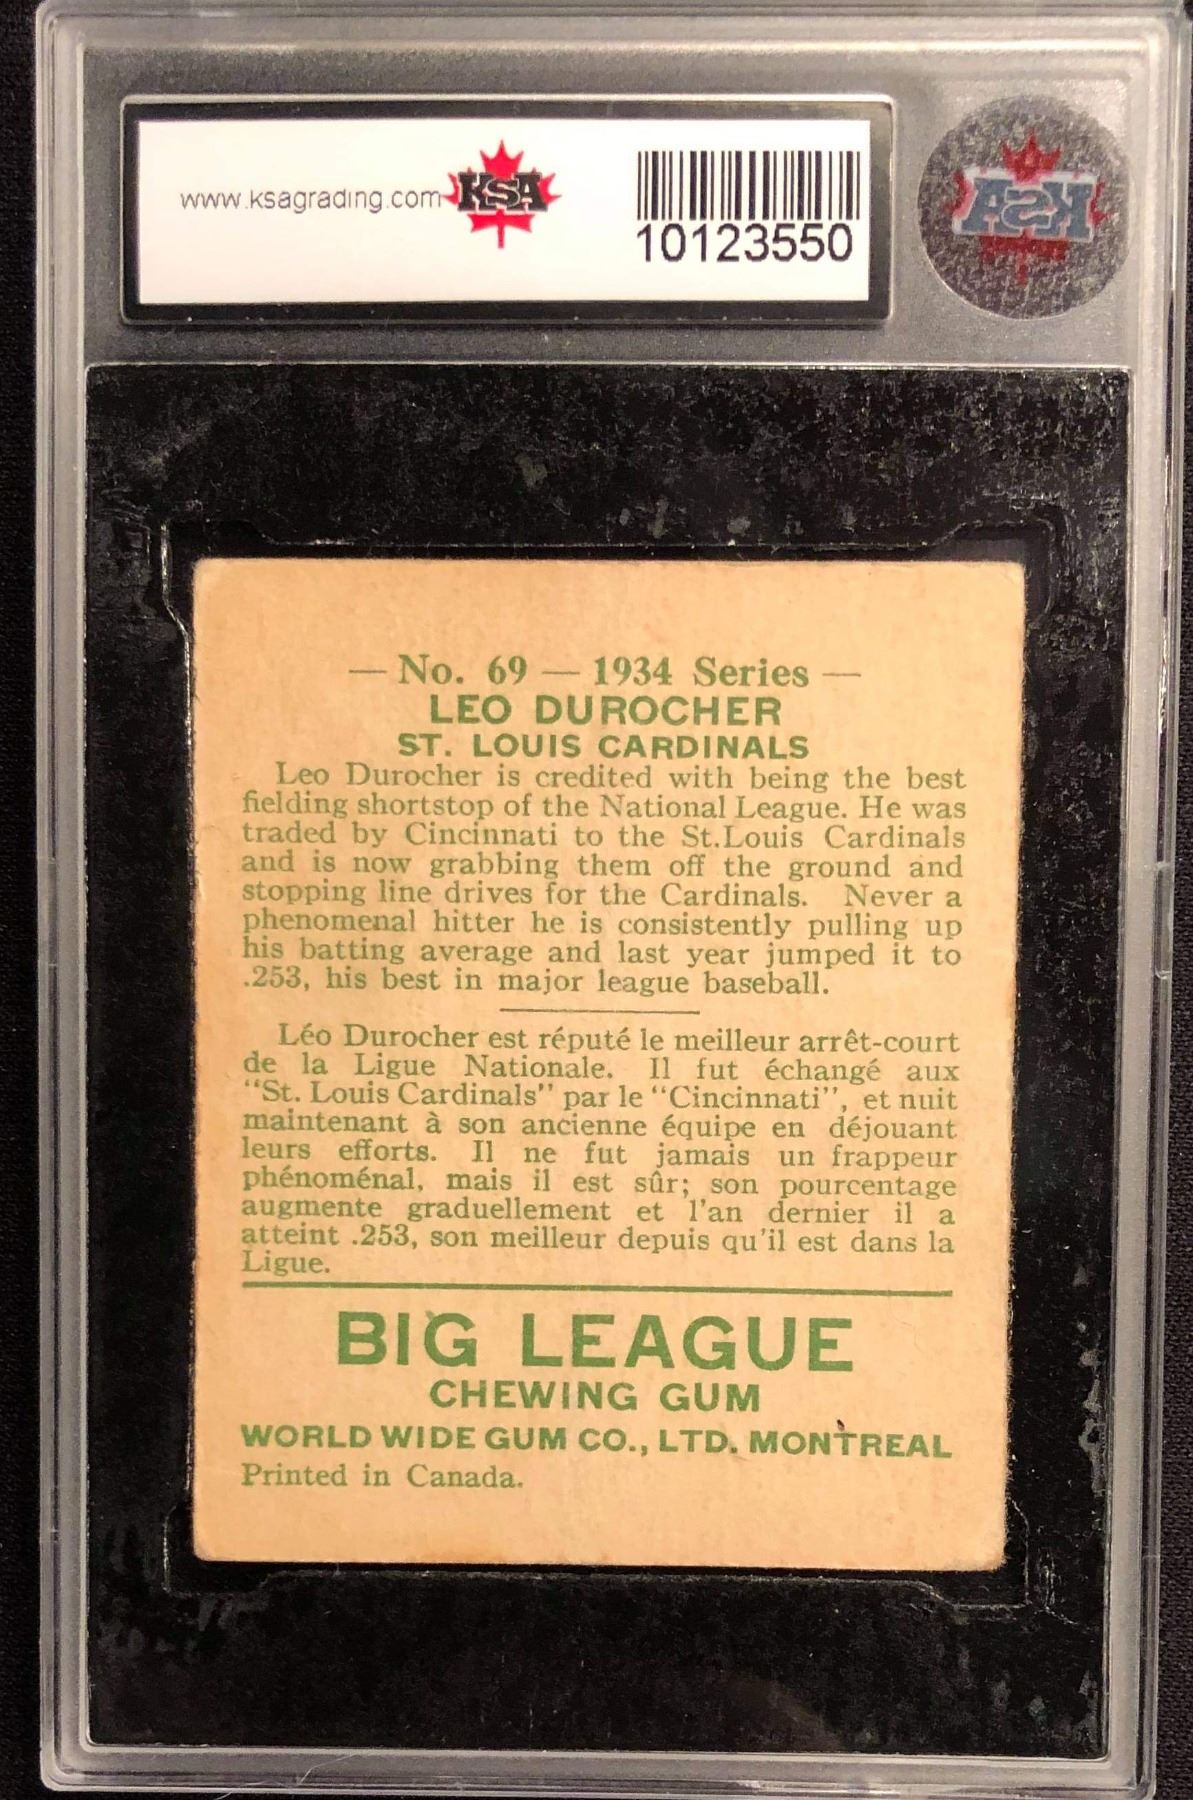 www.ksagrading.com
KSA
10123550
KSA
— No. 69 — 1934 Series —
LEO DUROCHER
ST. LOUIS CARDINALS
Leo Durocher is credited with being the best
fielding shortstop of the National League. He was
traded by Cincinnati to the St.Louis Cardinals
and is now grabbing them off the ground and
stopping line drives for the Cardinals. Never a
phenomenal hitter he is consistently pulling up
his batting average and last year jumped it to
.253, his best in major league baseball.
Léo Durocher est réputé le meilleur arrêt-court
de la Ligue Nationale. Il fut échangé aux
"St. Louis Cardinals" par le "Cincinnati", et nuit
maintenant à son ancienne équipe en déjouant
leurs efforts. Il ne fut jamais un frappeur
phénoménal, mais il est sûr; son pourcentage
augmente graduellement et l'an dernier il a
atteint .253, son meilleur depuis qu'il est dans la
Ligue.
BIG LEAGUE
CHEWING GUM
WORLD WIDE GUM CO., LTD. MONTREAL
Printed in Canada.